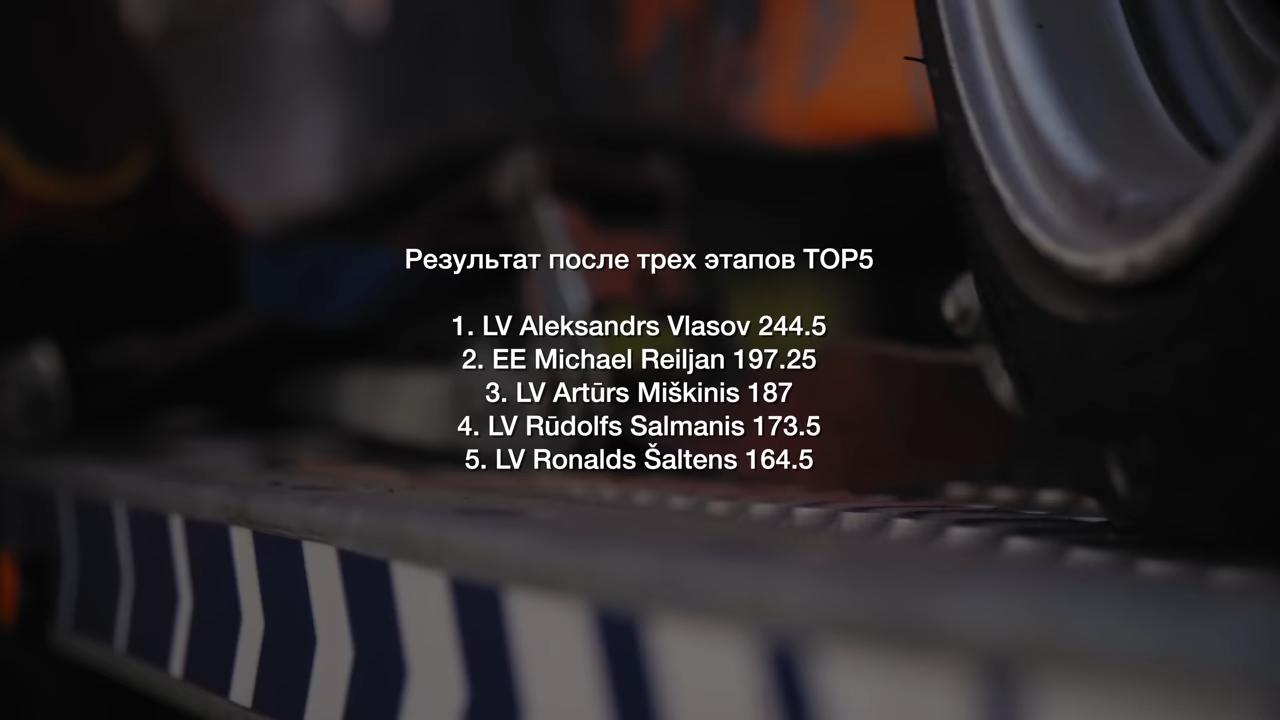 Результат после трех этапов TOP5
1. LV Aleksandrs Vlasov 244.5
2. EE Michael Reiljan 197.25
3. LV Artūrs Miškinis 187
4. LV Rūdolfs Salmanis 173.5
5. LV Ronalds Šaltens 164.5